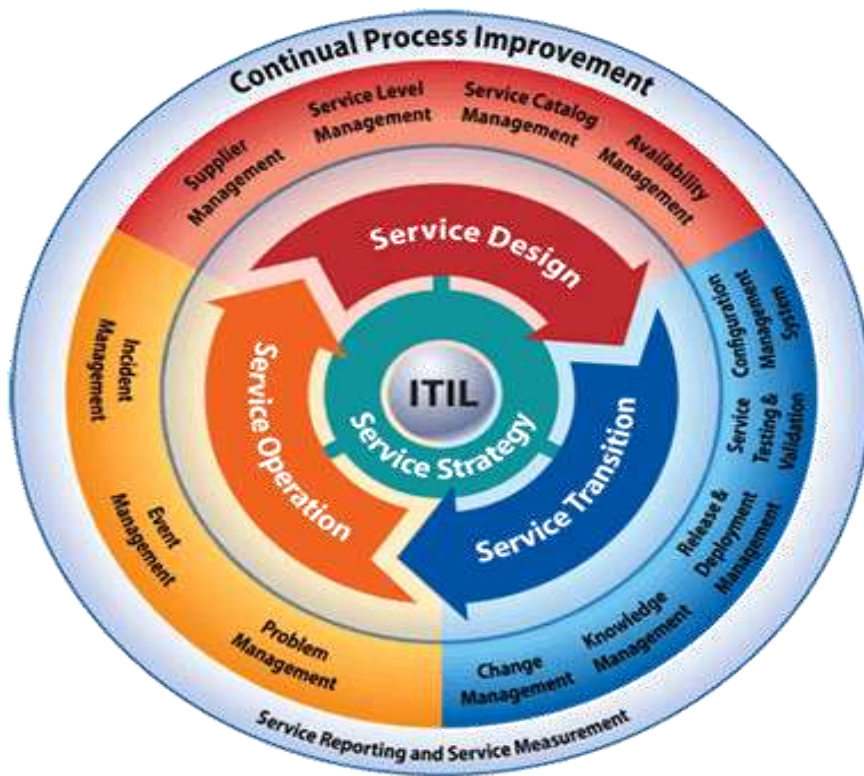 Continual Process Improvement
Supplier
Management
Service Level
Management
Service Catalog
Management
Availability
Management
Configuration
Management
System
Service
Testing &
Validation
Release &
Deployment
Management
Knowledge
Management
Change
Management
Problem
Management
Event
Management
Incident
Management
Service Design
Service Transition
Service Operation
Service Strategy
ITIL
Service Reporting and Service Measurement